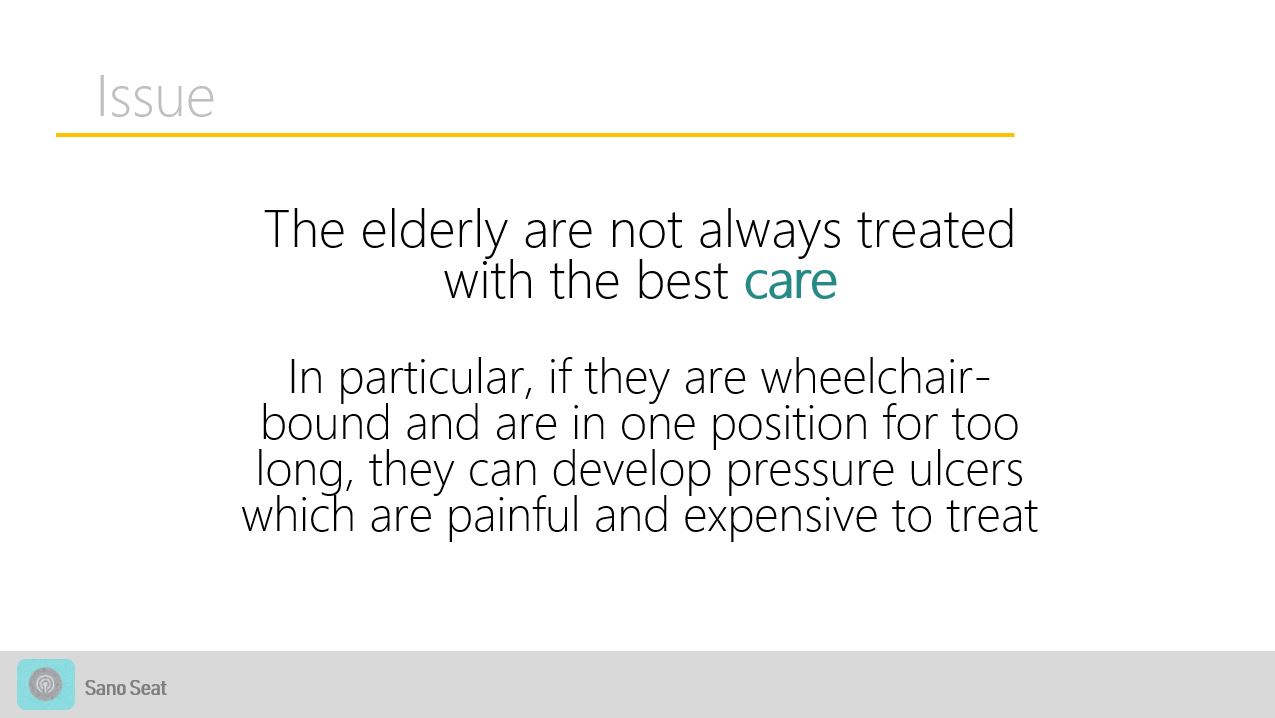 Issue
The elderly are not always treated
with the best care
In particular, if they are wheelchair-
bound and are in one position for too
long, they can develop pressure ulcers
which are painful and expensive to treat
Sano Seat